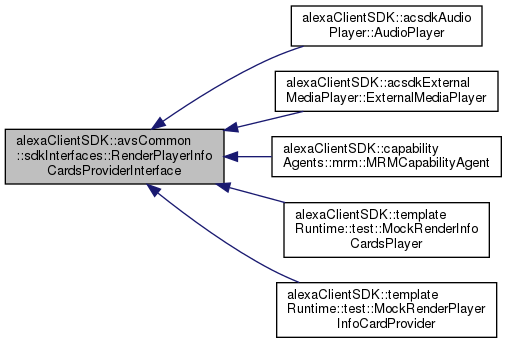 alexaClientSDK::acsdkAudio
Player::AudioPlayer
alexaClientSDK::acsdkExternal
MediaPlayer::ExternalMediaPlayer
alexaClientSDK::avsCommon
::sdkInterfaces::RenderPlayerInfo
CardsProviderInterface
alexaClientSDK::capability
Agents::mrm::MRMCapabilityAgent
alexaClientSDK::template
Runtime::test::MockRenderInfo
CardsPlayer
alexaClientSDK::template
Runtime::test::MockRenderPlayer
InfoCardProvider